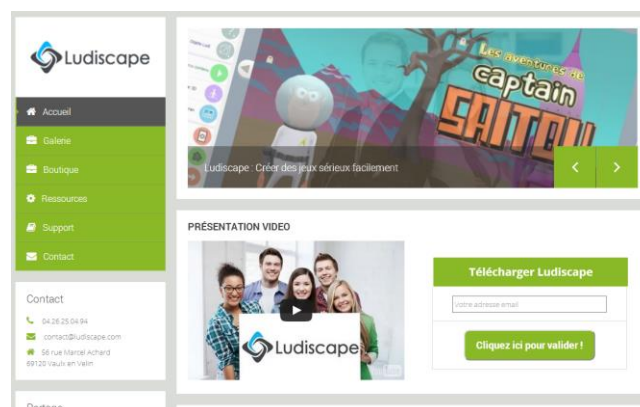 Ludiscape
Accueil
Galerie
Boutique
Ressources
Support
Contact
Contact
04.26.25.04.94
contact@ludiscape.com
56 rue Marcel Achard
69120 Vaulx en Velin
Les aventures de
captain
SAITOU
Ludiscape : Créer des jeux sérieux facilement
PRÉSENTATION VIDEO
Ludiscape
Télécharger Ludiscape
votre adresse email
Cliquez ici pour valider !